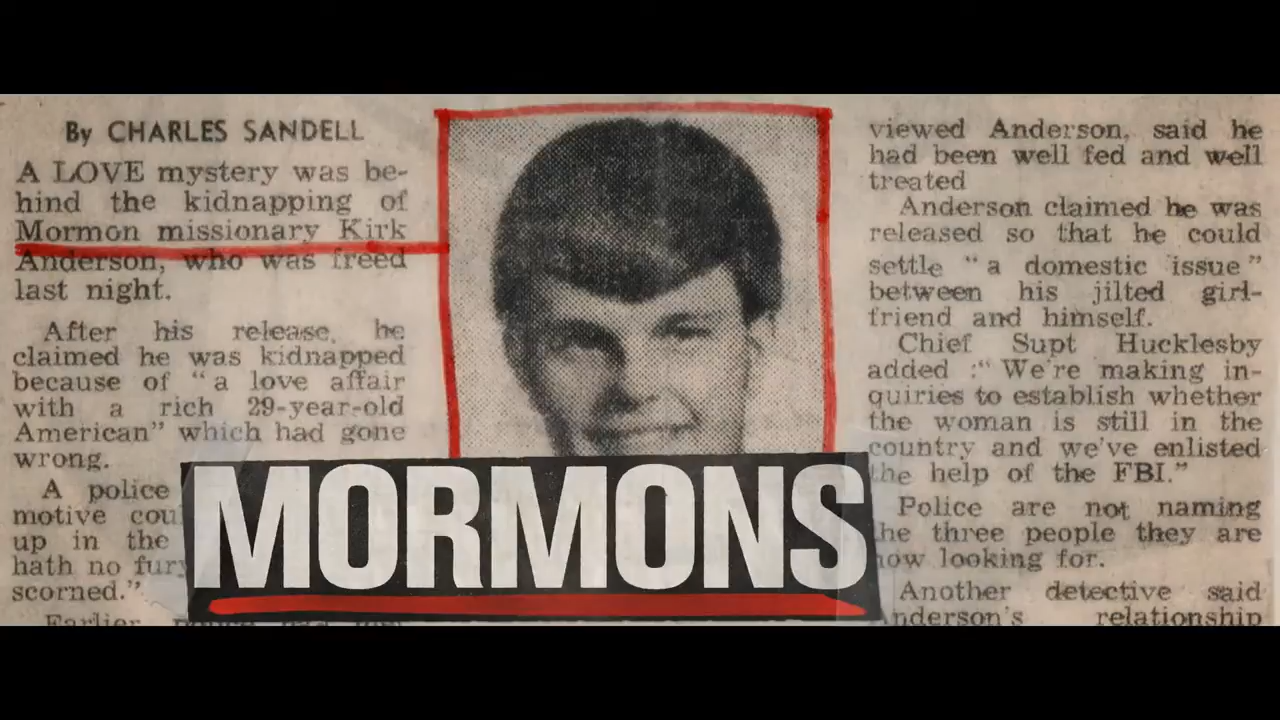 By CHARLES SANDELL
A LOVE mystery was be-
hind the kidnapping of
Mormon missionary Kirk
Anderson, who was freed
last night.
After his release, he
claimed he was kidnapped
because of "a love affair
with a rich 29-year-old
American" which had gone
wrong.
A police
motive
up in the
hath no fury
scorned."
Earlier
MORMONS
viewed Anderson, said he
had been well fed and well
treated
Anderson claimed he was
released so that he could
settle "a domestic issue"
between his jilted girl-
friend and himself.
Chief Supt Hucklesby
added :"We're making in-
quiries to establish whether
the woman is still in the
country and we've enlisted
the help of the FBI."
Police are not naming
the three people they are
now looking for.
Another detective said
Anderson's relationship